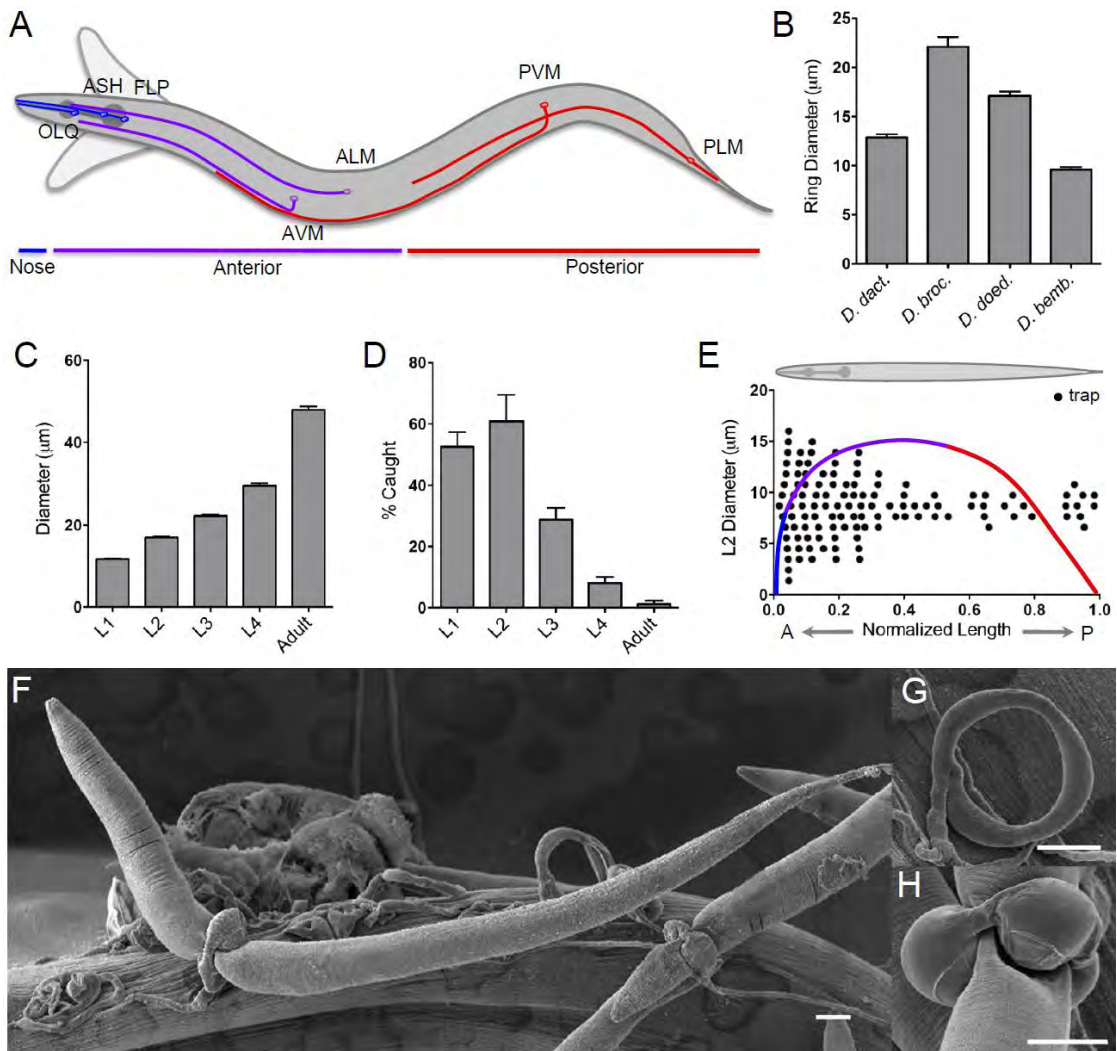 A
ASH FLP
OLQ
ALM
AVM
PVM
PLM
Nose
Anterior
Posterior
B
Ring Diameter (μm)
25
20
15
10
5
0
D. dact.
D. broc.
D. doed.
D. bemb.
C
Diameter (μm)
60
40
20
0
L1
L2
L3
L4
Adult
D
% Caught
80
60
40
20
0
L1
L2
L3
L4
Adult
E
trap
L2 Diameter (μm)
20
15
10
5
0
0.0 0.2 0.4 0.6 0.8 1.0
A Normalized Length P
F
G
H